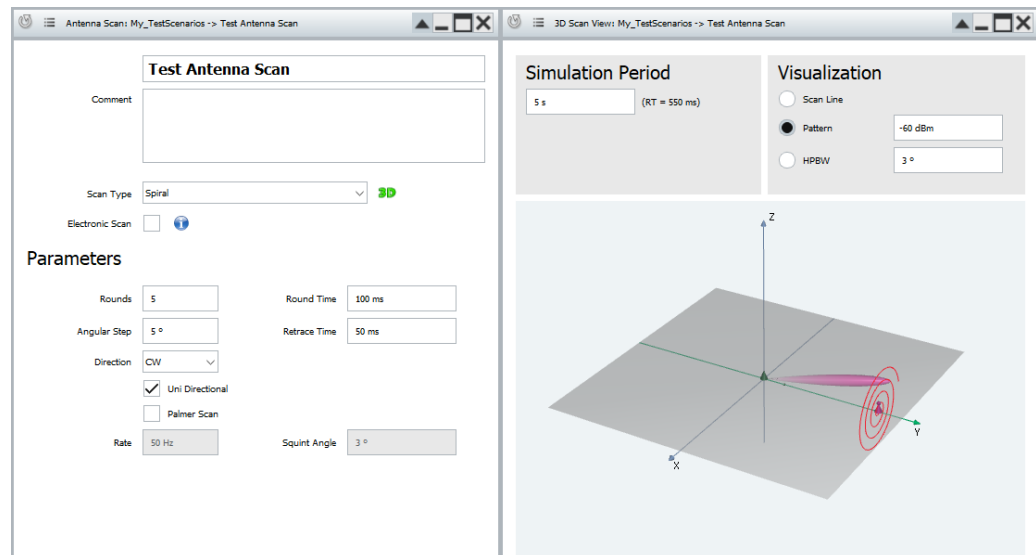 Antenna Scan: My_TestScenarios -> Test Antenna Scan
Test Antenna Scan
Comment
Scan Type Spiral 3D
Electronic Scan
Parameters
Rounds 5 Round Time 100 ms
Angular Step 5 º Retrace Time 50 ms
Direction CW
Uni Directional
Palmer Scan
Rate 50 Hz Squint Angle 3 º
3D Scan View: My_TestScenarios -> Test Antenna Scan
Simulation Period
5 s (RT = 550 ms)
Visualization
Scan Line
Pattern -60 dBm
HPBW 3 º
Z
Y
X